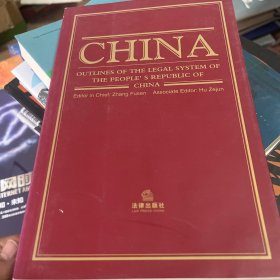 CHINA
OUTLINES OF THE LEGAL SYSTEM OF
THE PEOPLE'S REPUBLIC OF
CHINA
Editor in Chief: Zhang Fusen Associate Editor: Hu Zejun
法律出版社
LAW PRESS CHINA